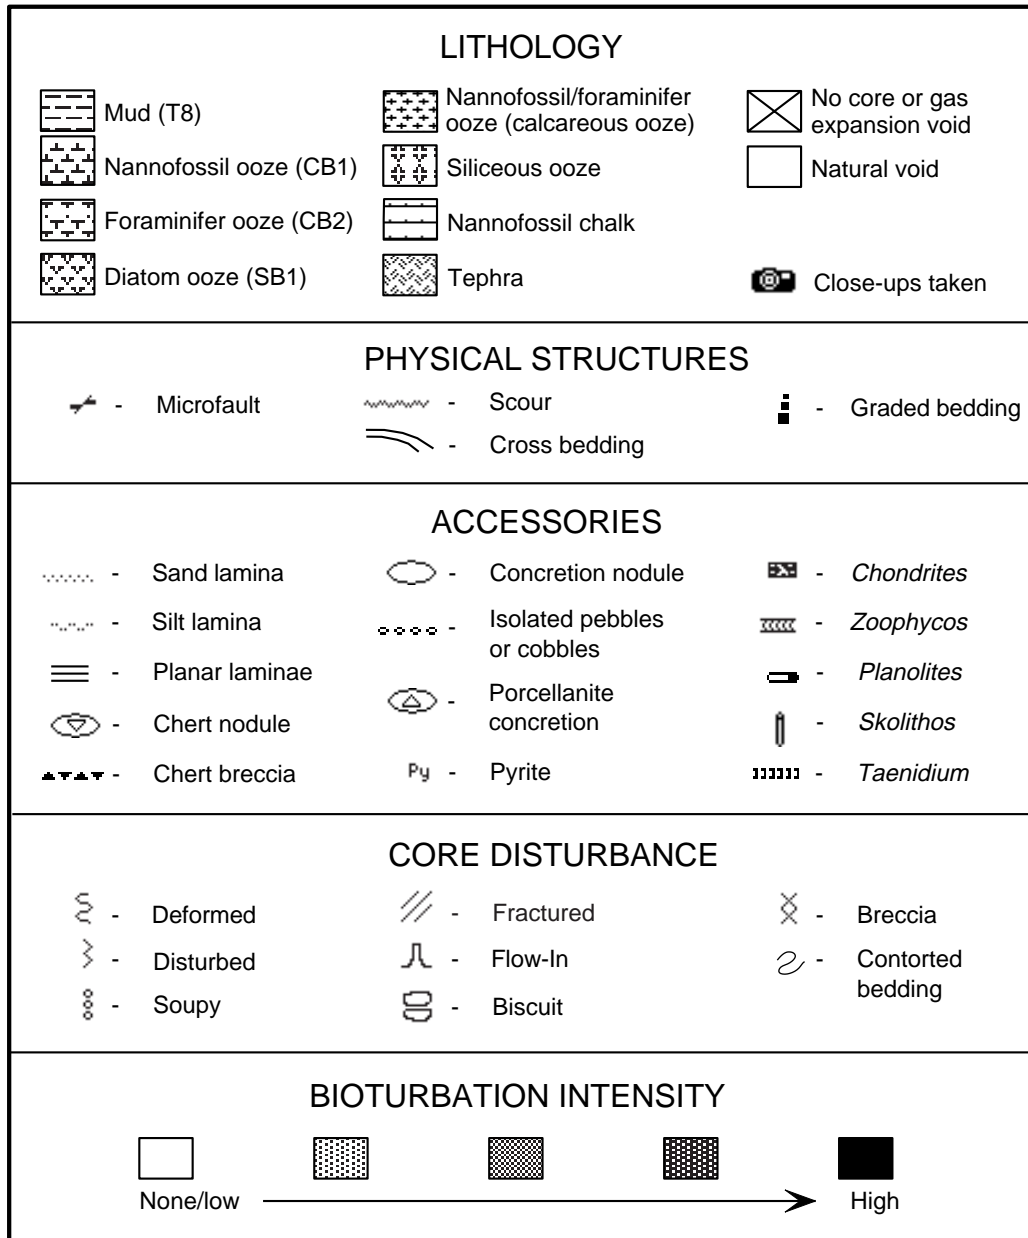 LITHOLOGY
Mud (T8)
Nannofossil ooze (CB1)
Foraminifer ooze (CB2)
Diatom ooze (SB1)
Nannofossil/foraminifer
ooze (calcareous ooze)
Siliceous ooze
Nannofossil chalk
Tephra
No core or gas
expansion void
Natural void
Close-ups taken
PHYSICAL STRUCTURES
- Microfault
- Scour
- Cross bedding
- Graded bedding
ACCESSORIES
- Sand lamina
- Silt lamina
- Planar laminae
- Chert nodule
- Chert breccia
- Concretion nodule
- Isolated pebbles
or cobbles
- Porcellanite
concretion
Py - Pyrite
- Chondrites
- Zoophycos
- Planolites
- Skolithos
- Taenidium
CORE DISTURBANCE
- Deformed
- Disturbed
- Soupy
- Fractured
- Flow-In
- Biscuit
- Breccia
- Contorted
bedding
BIOTURBATION INTENSITY
None/low
High